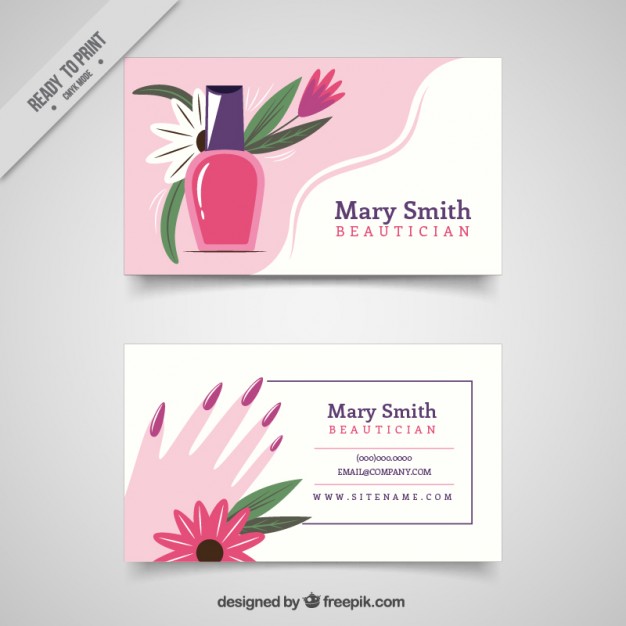 READY TO PRINT
CMYK MODE
Mary Smith
BEAUTICIAN
Mary Smith
BEAUTICIAN
(000)000.0000
EMAIL@COMPANY.COM
WWW.SITENAME.COM
designed by freepik.com